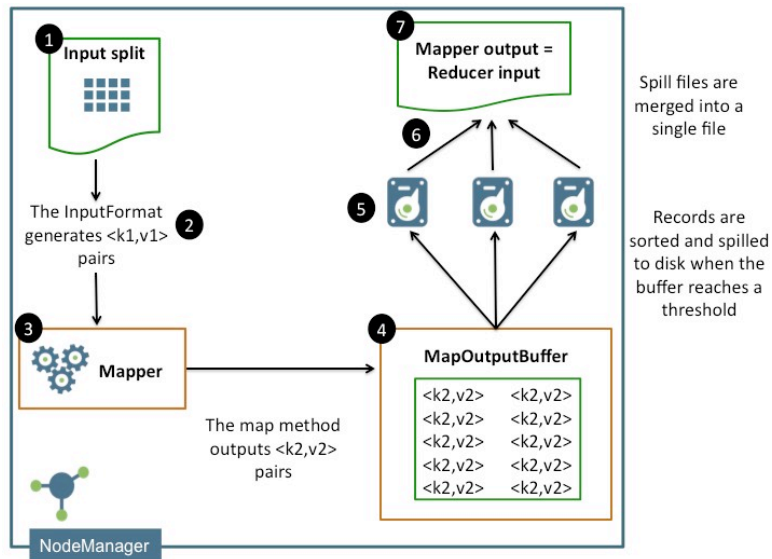 1
Input split
The InputFormat
generates <k1,v1>
pairs
2
3
Mapper
The map method
outputs <k2,v2>
pairs
4
MapOutputBuffer
<k2,v2> <k2,v2>
<k2,v2> <k2,v2>
<k2,v2> <k2,v2>
<k2,v2> <k2,v2>
<k2,v2> <k2,v2>
5
Records are
sorted and spilled
to disk when the
buffer reaches a
threshold
6
Spill files are
merged into a
single file
7
Mapper output =
Reducer input
NodeManager